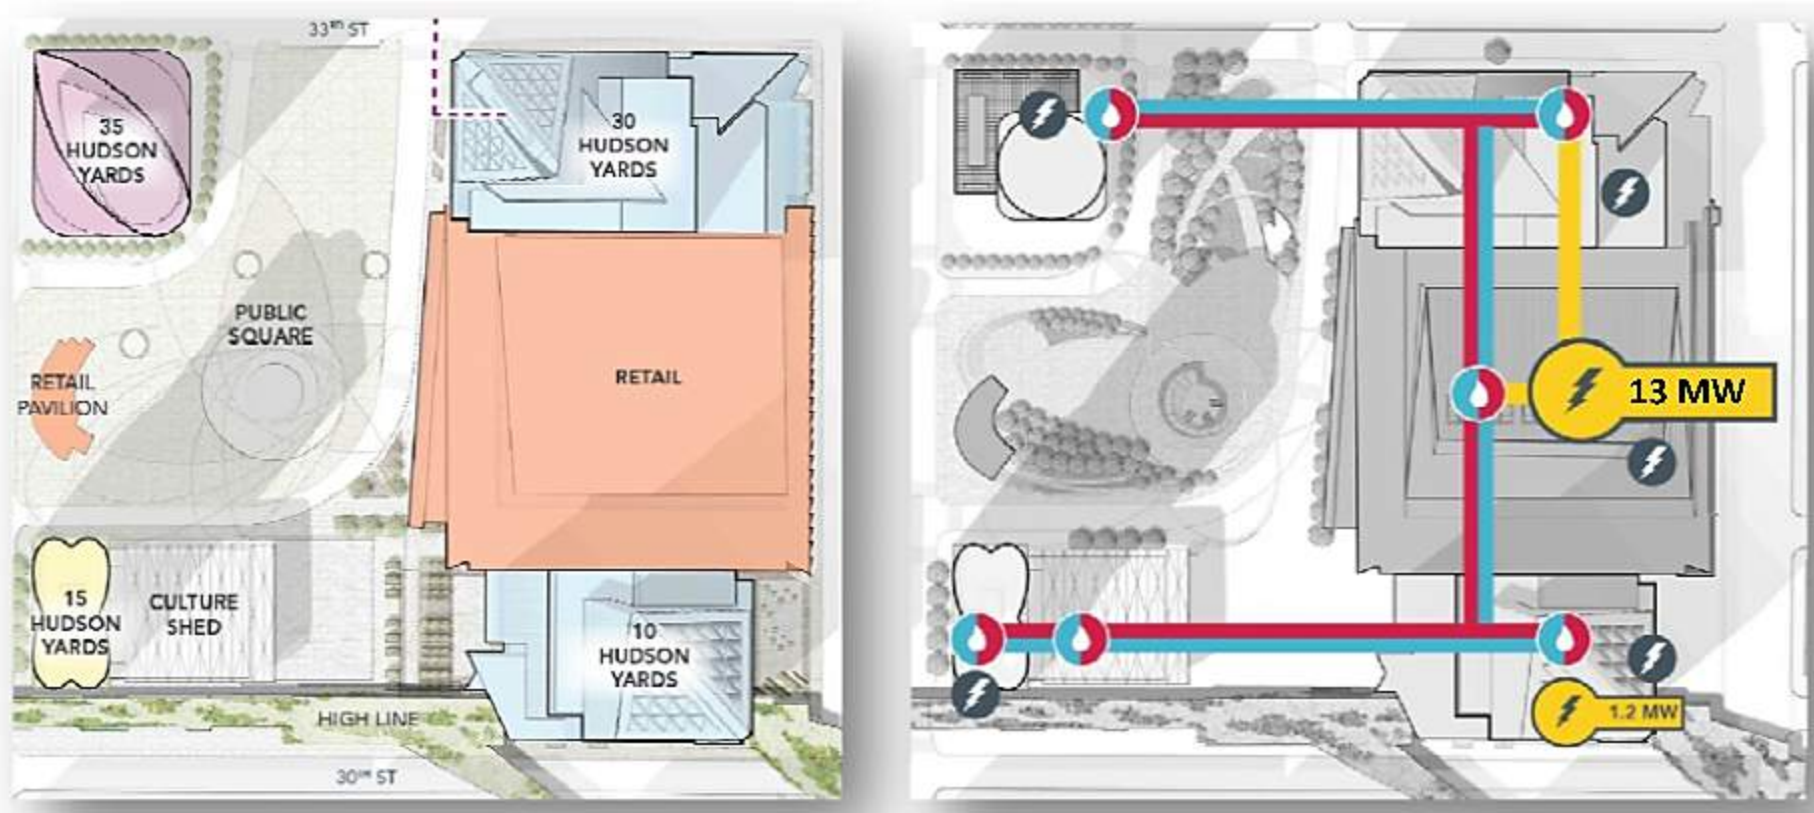 33RD ST
35
HUDSON
YARDS
30
HUDSON
YARDS
PUBLIC
SQUARE
RETAIL
PAVILION
RETAIL
15
HUDSON
YARDS
CULTURE
SHED
10
HUDSON
YARDS
HIGH LINE
30TH ST
13 MW
1.2 MW